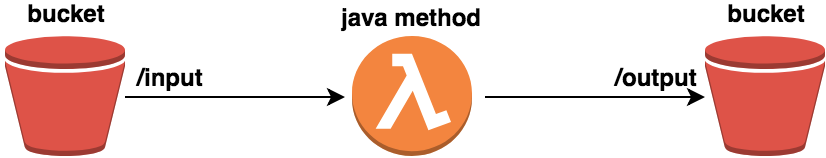 bucket
java method
bucket
/input
/output